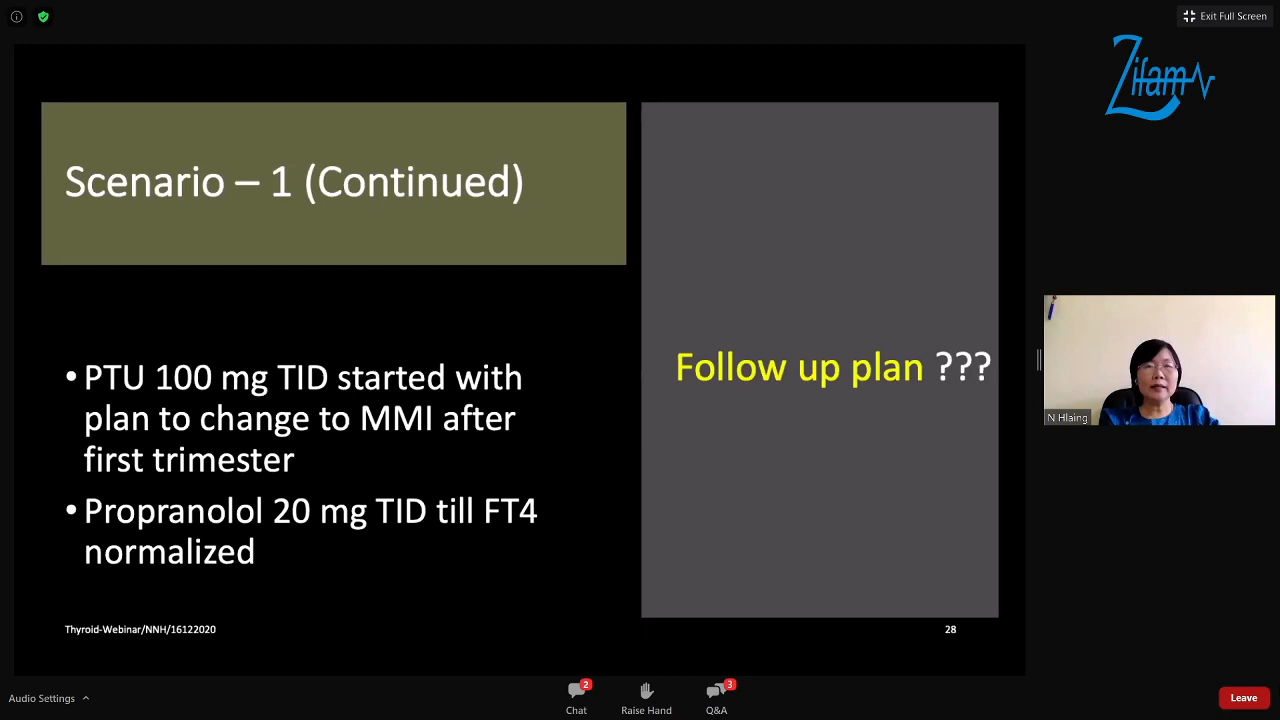 Exit Full Screen
Zifam
Scenario – 1 (Continued)
• PTU 100 mg TID started with
plan to change to MMI after
first trimester
• Propranolol 20 mg TID till FT4
normalized
Follow up plan ???
N Hlaing
Thyroid-Webinar/NNH/16122020
28
Audio Settings
2
Chat
Raise Hand
3
Q&A
Leave